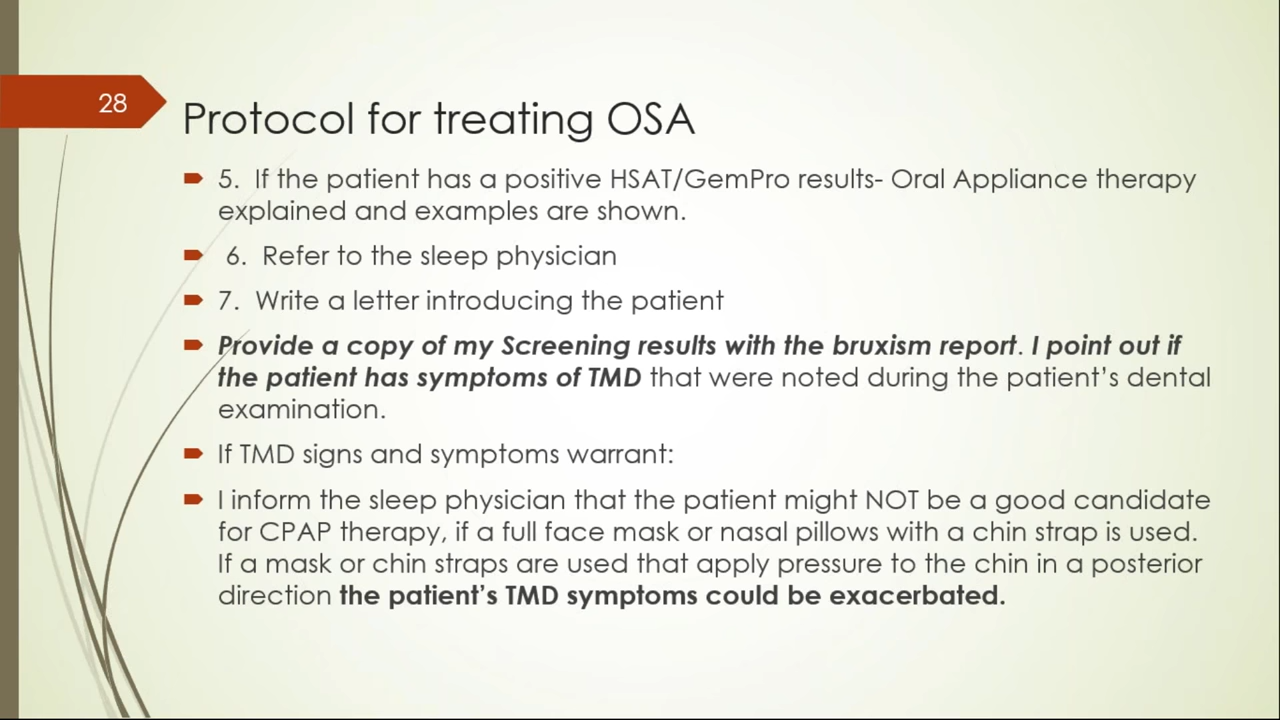 28
Protocol for treating OSA
5. If the patient has a positive HSAT/GemPro results- Oral Appliance therapy
explained and examples are shown.
6. Refer to the sleep physician
7. Write a letter introducing the patient
Provide a copy of my Screening results with the bruxism report. I point out if
the patient has symptoms of TMD that were noted during the patient’s dental
examination.
If TMD signs and symptoms warrant:
I inform the sleep physician that the patient might NOT be a good candidate
for CPAP therapy, if a full face mask or nasal pillows with a chin strap is used.
If a mask or chin straps are used that apply pressure to the chin in a posterior
direction the patient’s TMD symptoms could be exacerbated.